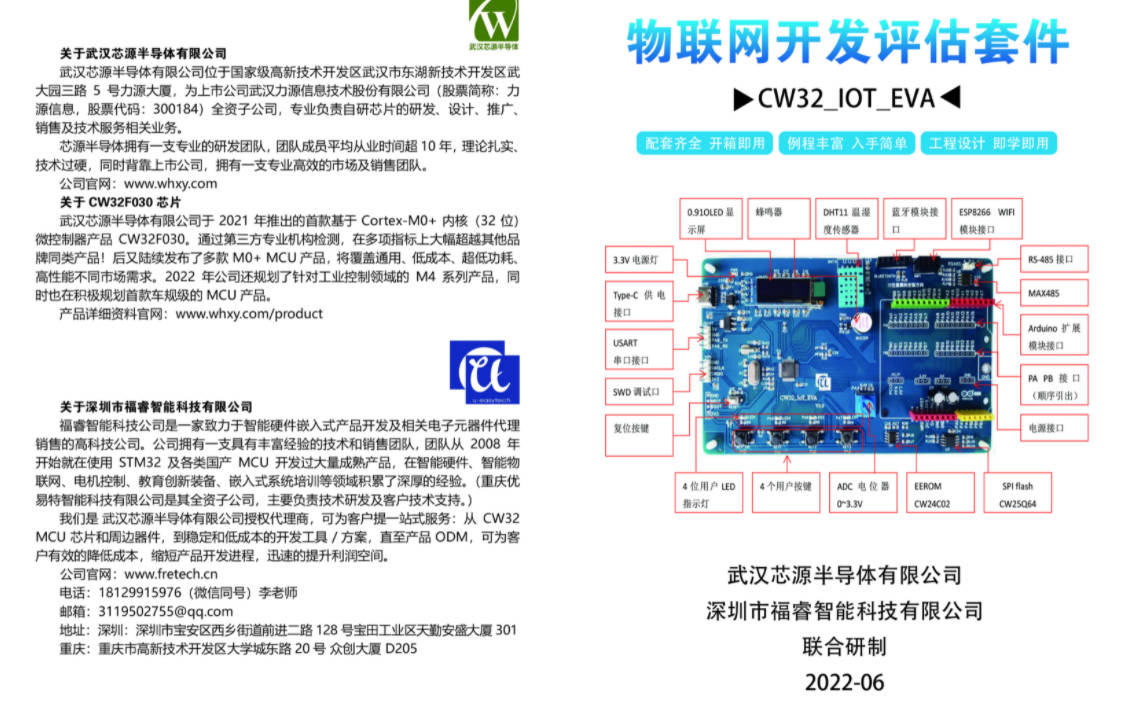 武汉芯源半导体
关于武汉芯源半导体有限公司
武汉芯源半导体有限公司位于国家级高新技术开发区武汉市东湖新技术开发区武
大园三路 5 号力源大厦，为上市公司武汉力源信息技术股份有限公司（股票简称：力
源信息，股票代码：300184）全资子公司，专业负责自研芯片的研发、设计、推广、
销售及技术服务相关业务。
芯源半导体拥有一支专业的研发团队，团队成员平均从业时间超 10 年，理论扎实、
技术过硬，同时背靠上市公司，拥有一支专业高效的市场及销售团队。
公司官网：www.whxy.com
关于 CW32F030 芯片
武汉芯源半导体有限公司于 2021 年推出的首款基于 Cortex-M0+ 内核（32 位）
微控制器产品 CW32F030。通过第三方专业机构检测，在多项指标上大幅超越其他品
牌同类产品！后又陆续发布了多款 M0+ MCU 产品，将覆盖通用、低成本、超低功耗、
高性能不同市场需求。2022 年公司还规划了针对工业控制领域的 M4 系列产品，同
时也在积极规划首款车规级的 MCU 产品。
产品详细资料官网：www.whxy.com/product
u-easytech
关于深圳市福睿智能科技有限公司
福睿智能科技公司是一家致力于智能硬件嵌入式产品开发及相关电子元器件代理
销售的高科技公司。公司拥有一支具有丰富经验的技术和销售团队，团队从 2008 年
开始就在使用 STM32 及各类国产 MCU 开发过大量成熟产品，在智能硬件、智能物
联网、电机控制、教育创新装备、嵌入式系统培训等领域积累了深厚的经验。（重庆优
易特智能科技有限公司是其全资子公司，主要负责技术研发及客户技术支持。）
我们是 武汉芯源半导体有限公司授权代理商，可为客户提一站式服务：从 CW32
MCU 芯片和周边器件，到稳定和低成本的开发工具 / 方案，直至产品 ODM，可为客
户有效的降低成本，缩短产品开发进程，迅速的提升利润空间。
公司官网：www.fretech.cn
电话：18129915976（微信同号）李老师
邮箱：3119502755@qq.com
地址：深圳：深圳市宝安区西乡街道前进二路 128 号宝田工业区天勤安盛大厦 301
重庆：重庆市高新技术开发区大学城东路 20 号 众创大厦 D205
物联网开发评估套件
▶CW32_IOT_EVA◀
配套齐全 开箱即用
例程丰富 入手简单
工程设计 即学即用
0.91OLED 显
示屏
蜂鸣器
DHT11 温湿
度传感器
蓝牙模块接
口
ESP8266 WIFI
模块接口
3.3V 电源灯
Type-C 供电
接口
USART
串口接口
SWD 调试口
复位按键
RS-485 接口
MAX485
Arduino 扩展
模块接口
PA PB 接口
（顺序引出）
电源接口
CW32_IOT_EVA
4 位用户 LED
指示灯
4 个用户按键
ADC 电位器
0~3.3V
EEROM
CW24C02
SPI flash
CW25Q64
武汉芯源半导体有限公司
深圳市福睿智能科技有限公司
联合研制
2022-06